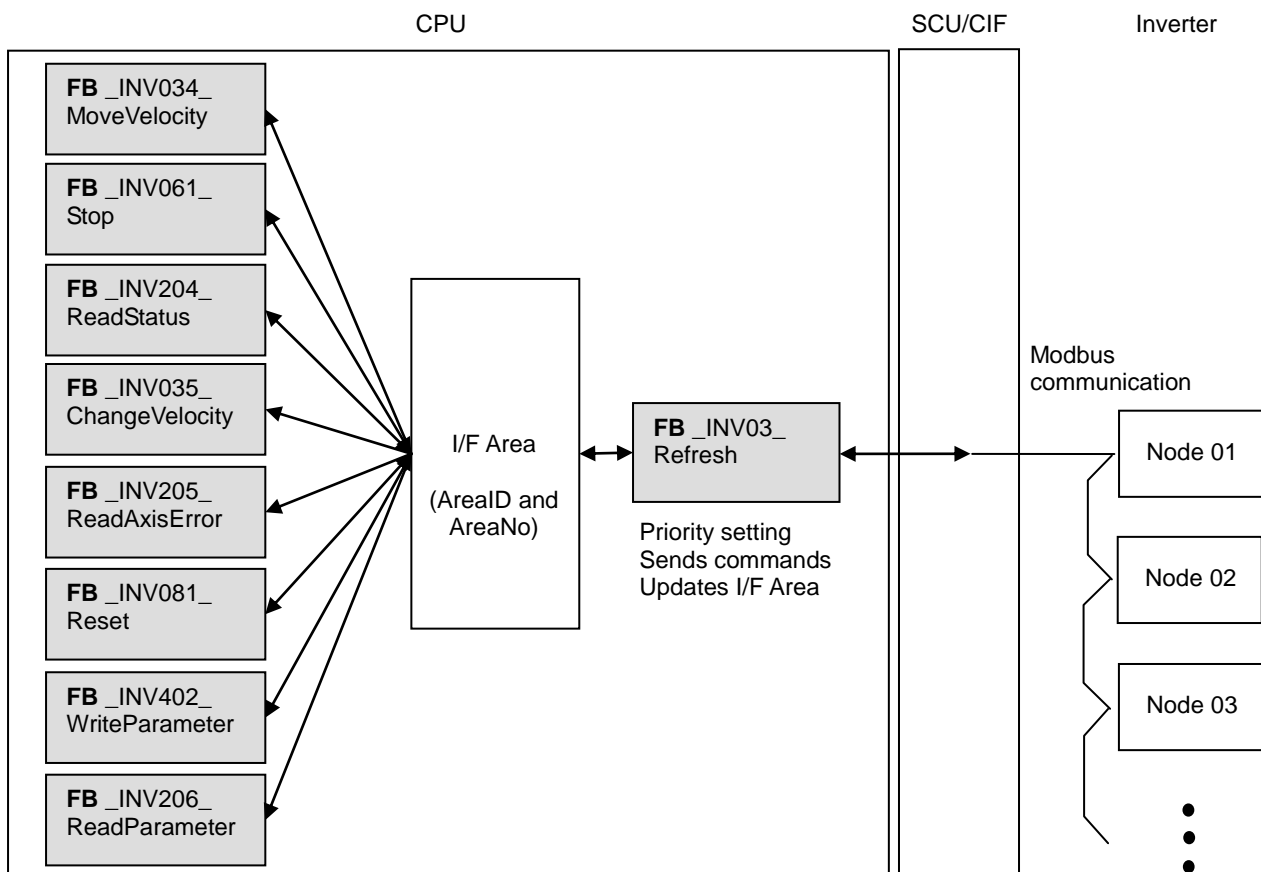 CPU
SCU/CIF
Inverter
FB _INV034_
MoveVelocity
FB _INV061_
Stop
FB _INV204_
ReadStatus
FB _INV035_
ChangeVelocity
FB _INV205_
ReadAxisError
FB _INV081_
Reset
FB _INV402_
WriteParameter
FB _INV206_
ReadParameter
I/F Area
(AreaID and
AreaNo)
FB _INV03_
Refresh
Priority setting
Sends commands
Updates I/F Area
Modbus
communication
Node 01
Node 02
Node 03